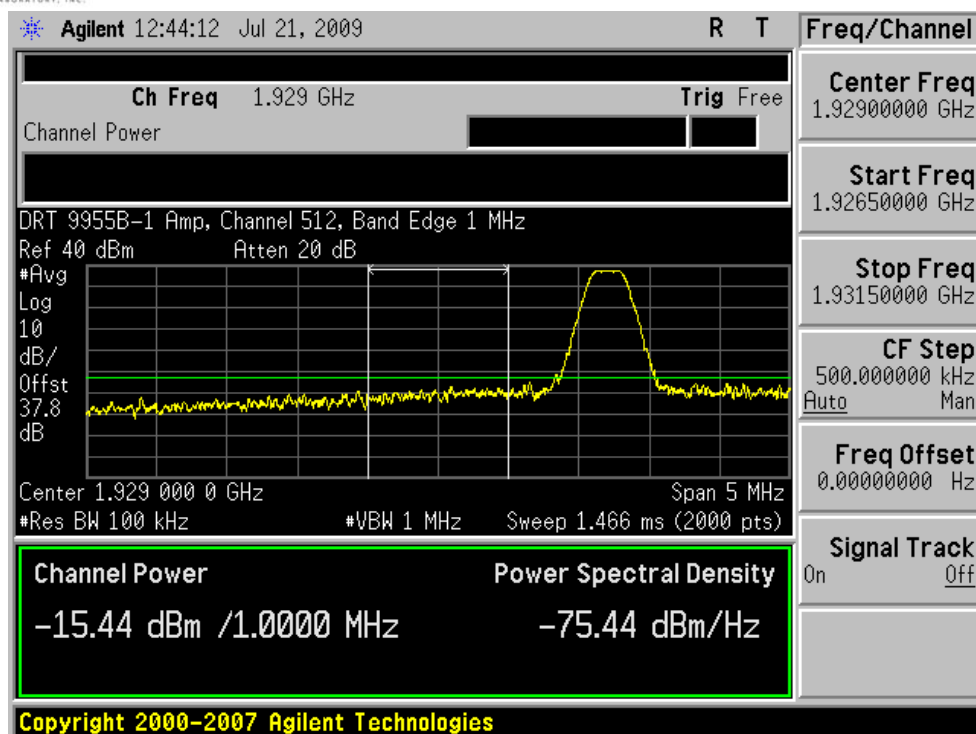 LABORATORY, INC.
Agilent 12:44:12 Jul 21, 2009 R T
Freq/Channel
Ch Freq 1.929 GHz Trig Free
Channel Power
DRT 9955B-1 Amp, Channel 512, Band Edge 1 MHz
Ref 40 dBm Atten 20 dB
#Avg
Log
10
dB/
Offst
37.8
dB
Center 1.929 000 0 GHz Span 5 MHz
#Res BW 100 kHz #VBW 1 MHz Sweep 1.466 ms (2000 pts)
Channel Power Power Spectral Density
-15.44 dBm /1.0000 MHz -75.44 dBm/Hz
Center Freq
1.92900000 GHz
Start Freq
1.92650000 GHz
Stop Freq
1.93150000 GHz
CF Step
500.000000 kHz
Auto Man
Freq Offset
0.00000000 Hz
Signal Track
On Off
Copyright 2000-2007 Agilent Technologies